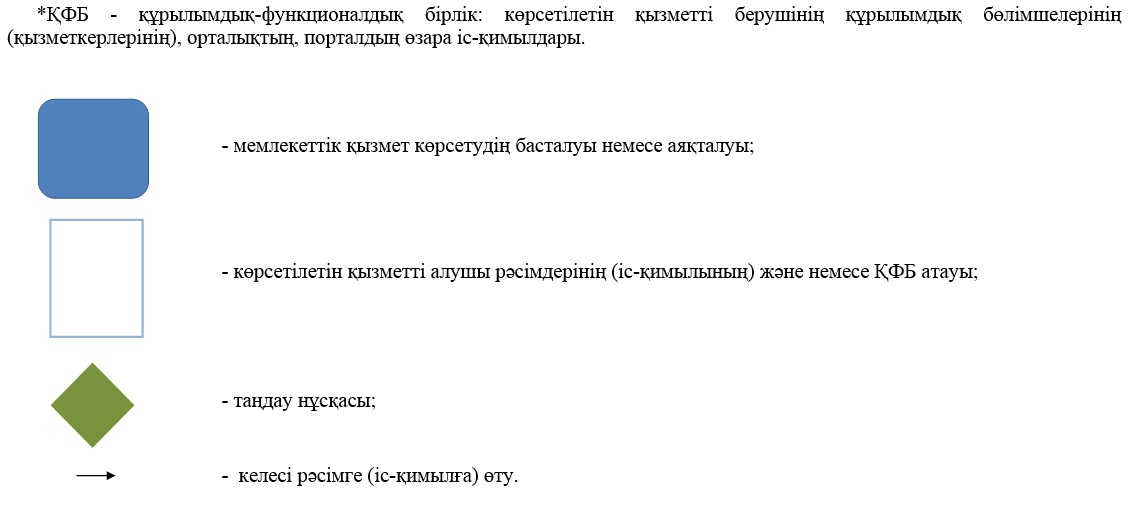 *ҚФБ - құрылымдық-функционалдық бірлік: көрсетілетін қызметті берушінің құрылымдық бөлімшелерінің
(қызметкерлерінің), орталықтың, порталдың өзара іс-қимылдары.
- мемлекеттік қызмет көрсетудің басталуы немесе аяқталуы;
- көрсетілетін қызметті алушы рәсімдерінің (іс-қимылының) және немесе ҚФБ атауы;
- таңдау нұсқасы;
- келесі рәсімге (іс-қимылға) өту.